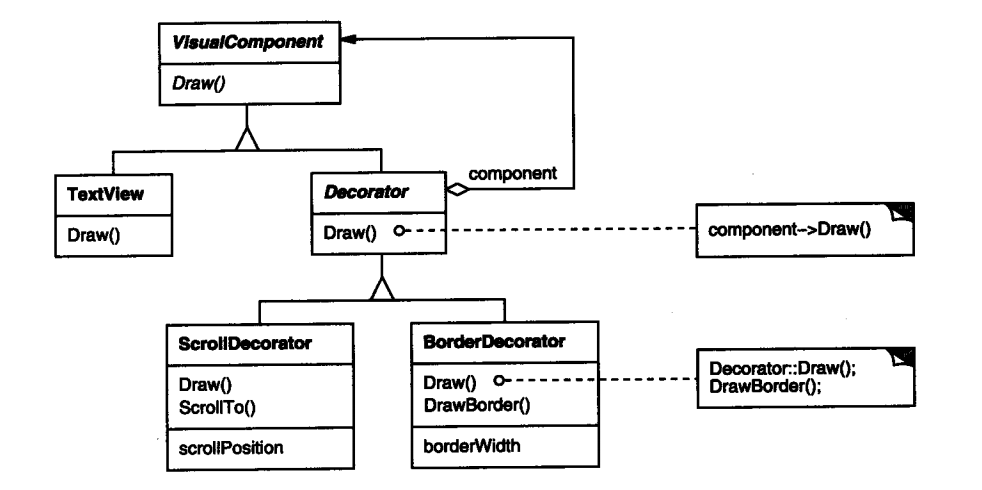 VisualComponent
Draw()
TextView
Draw()
Decorator
Draw()
component
component->Draw()
ScrollDecorator
Draw()
ScrollTo()
scrollPosition
BorderDecorator
Draw()
DrawBorder()
borderWidth
Decorator::Draw();
DrawBorder();